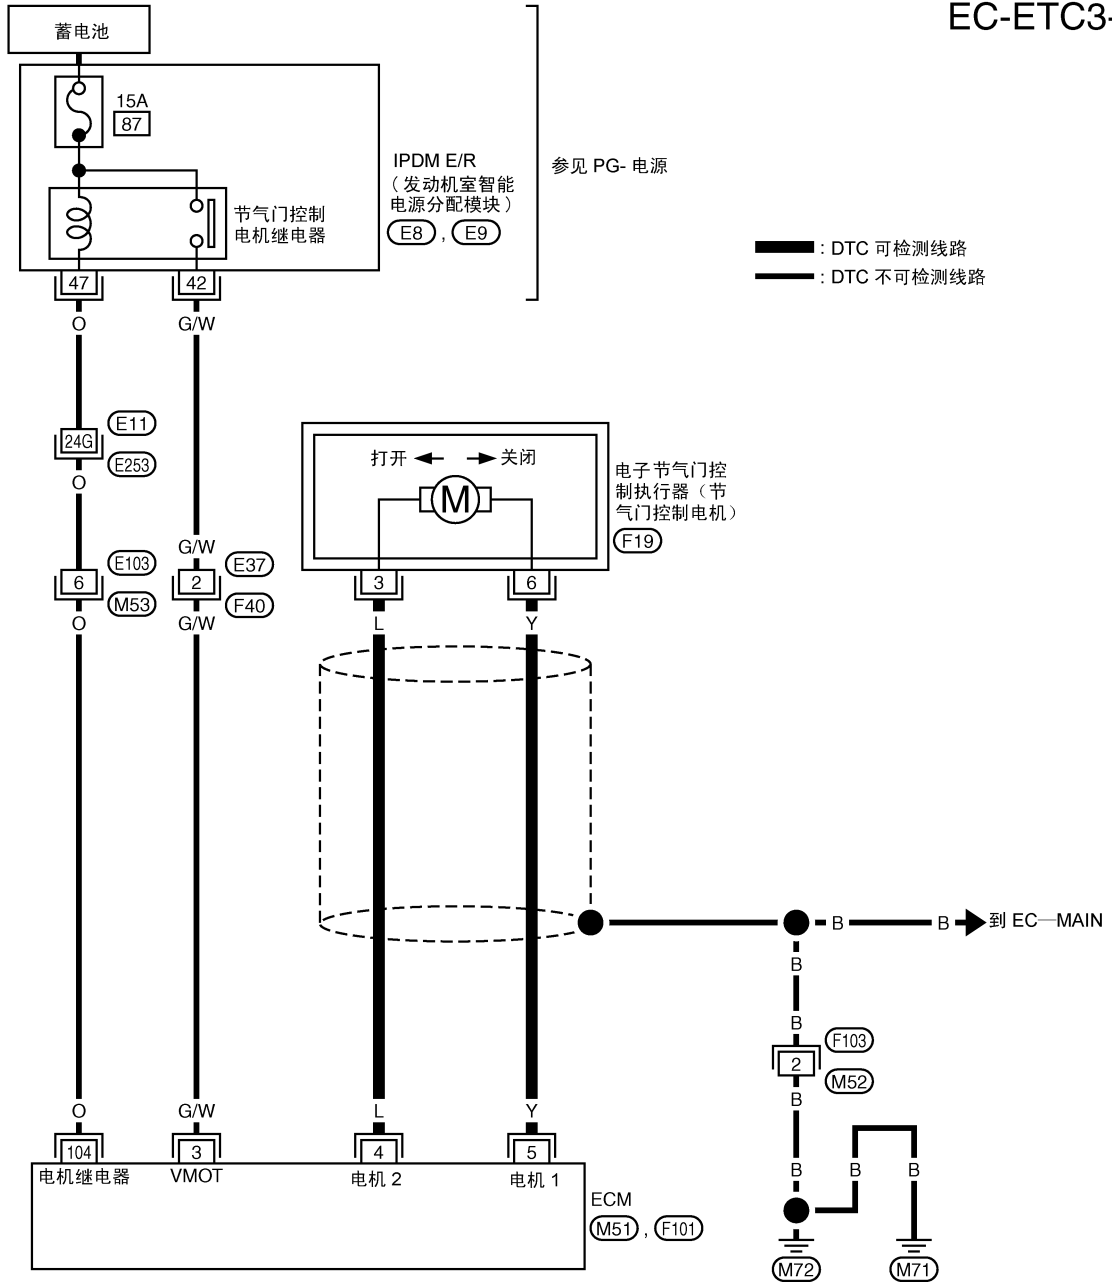 EC-ETC3-
蓄电池
15A
87
IPDM E/R
（发动机室智能
电源分配模块）
E8 , E9
参见 PG- 电源
节气门控制
电机继电器
: DTC 可检测线路
: DTC 不可检测线路
47
42
O
G/W
E11
24G
E253
O
G/W
E103
6
M53
E37
2
F40
O
G/W
打开
关闭
M
电子节气门控
制执行器（节
气门控制电机）
F19
3
6
L
Y
B
B
到 EC—MAIN
B
B
F103
2
M52
B
O
G/W
L
Y
104
3
4
5
电机继电器
VMOT
电机 2
电机 1
B
B
B
ECM
M51 , F101
M72
M71